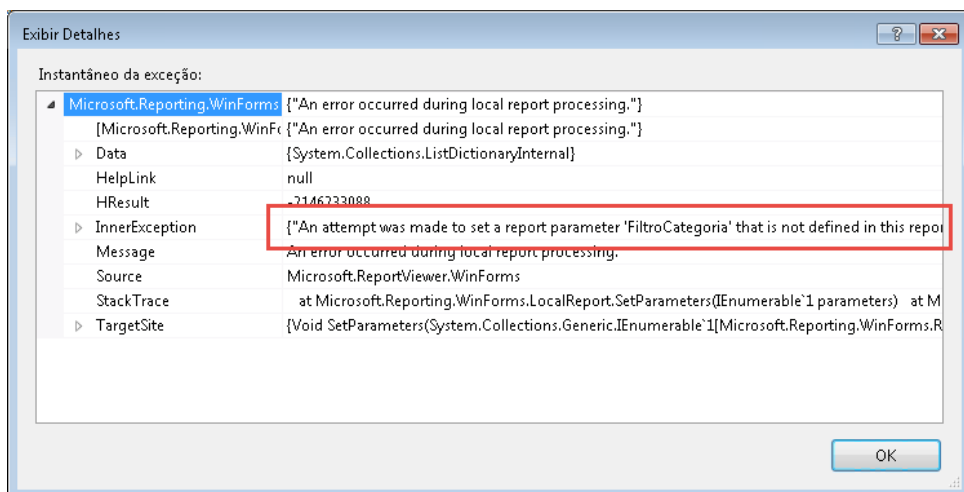 Exibir Detalhes
Instantâneo da exceção:
Microsoft.Reporting.WinForms {"An error occurred during local report processing."}
[Microsoft.Reporting.WinFo {"An error occurred during local report processing."}
Data {System.Collections.ListDictionaryInternal}
HelpLink null
HResult -2146233088
InnerException {"An attempt was made to set a report parameter 'FiltroCategoria' that is not defined in this repor
Message An error occurred during local report processing.
Source Microsoft.ReportViewer.WinForms
StackTrace at Microsoft.Reporting.WinForms.LocalReport.SetParameters(IEnumerable`1 parameters) at M
TargetSite {Void SetParameters(System.Collections.Generic.IEnumerable`1[Microsoft.Reporting.WinForms.R
OK